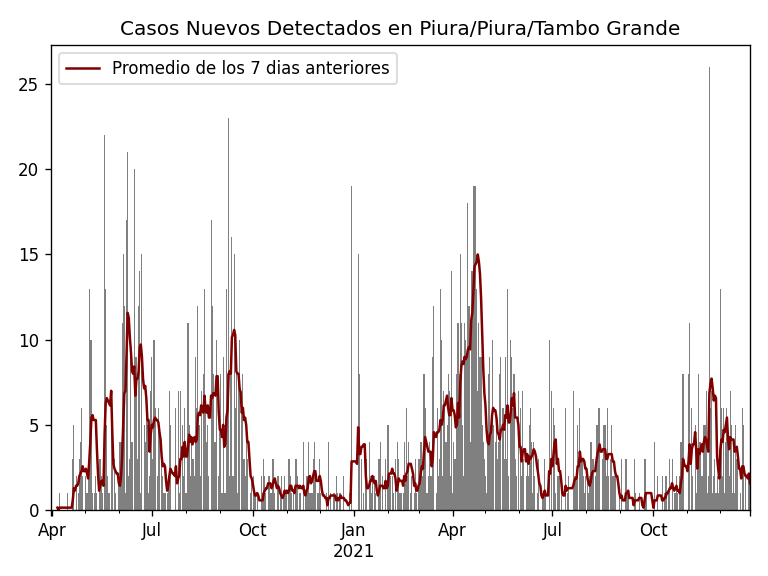 Casos Nuevos Detectados en Piura/Piura/Tambo Grande
Promedio de los 7 dias anteriores
25
20
15
10
5
0
Apr Jul Oct Jan Apr Jul Oct
2021